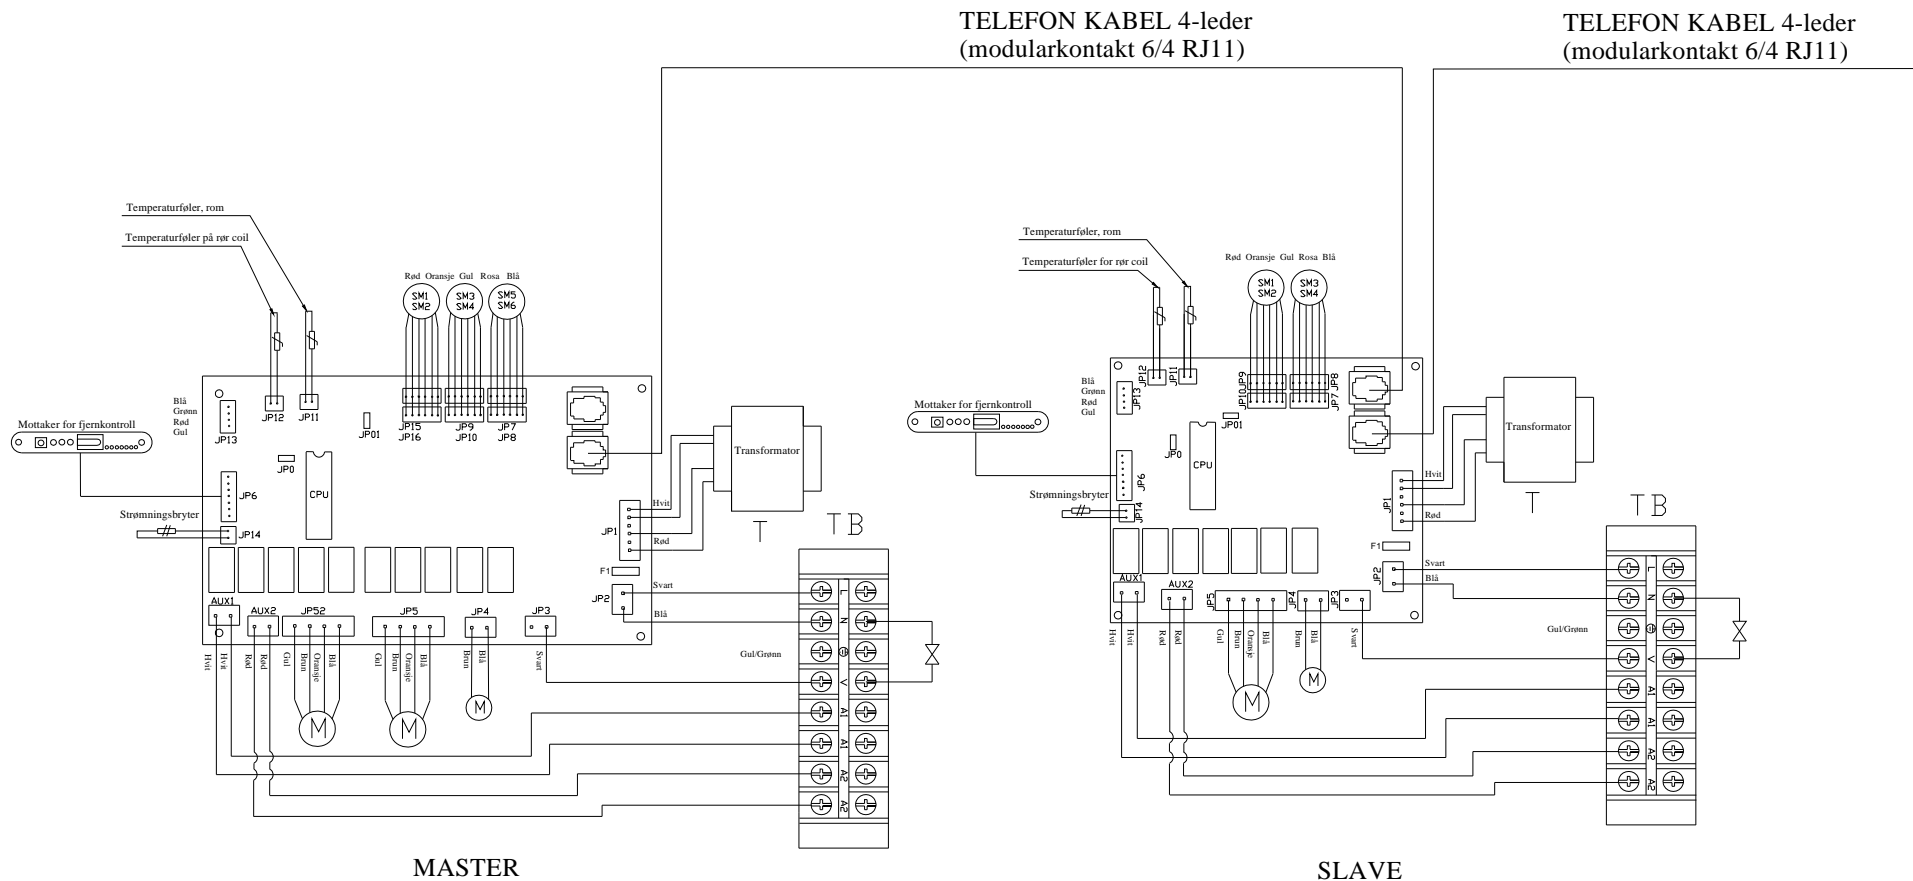 TELEFON KABEL 4-leder
(modularkontakt 6/4 RJ11)
TELEFON KABEL 4-leder
(modularkontakt 6/4 RJ11)
Temperaturføler, rom
Temperaturføler på rør coil
Rød Oransje Gul Rosa Blå
SM1
SM2
SM3
SM4
SM5
SM6
JP12
JP11
Blå
Grønn
Rød
Gul
JP13
Mottaker for fjernkontroll
JP01
JP15
JP16
JP9
JP10
JP7
JP8
JP0
CPU
JP6
Strømningsbryter
JP14
Transformator
T
TB
Hvit
JP1
Rød
F1
Svart
JP2
Blå
AUX1
AUX2
JP52
JP5
JP4
JP3
Hvit
Hvit
Rød
Rød
Gul
Brun
Oransje
Blå
Gul
Brun
Oransje
Blå
Brun
Blå
Svart
M
M
M
Gul/Grønn
L
N
V
A1
A1
A2
A2
MASTER
Temperaturføler, rom
Temperaturføler for rør coil
Rød Oransje Gul Rosa Blå
SM1
SM2
SM3
SM4
JP12
JP11
Blå
Grønn
Rød
Gul
JP13
Mottaker for fjernkontroll
JP9
JP10
JP8
JP7
JP01
JP0
CPU
JP6
Strømningsbryter
JP14
Transformator
T
TB
Hvit
JP1
Rød
F1
Svart
JP2
Blå
AUX1
AUX2
JP5
JP4
JP3
Hvit
Hvit
Rød
Rød
Gul
Brun
Oransje
Blå
Brun
Blå
Svart
M
M
Gul/Grønn
L
N
V
A1
A1
A2
A2
SLAVE